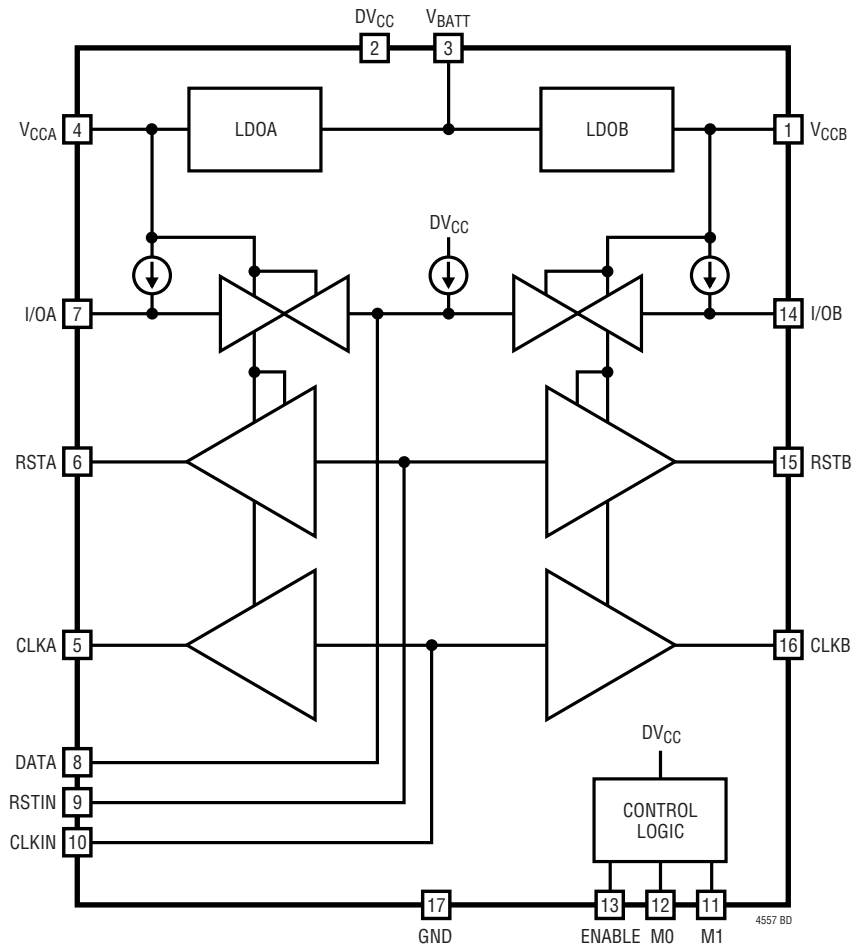 DVCC VBATT
2 3
VCCA 4 LDOA LDOB 1 VCCB
DVCC
I/OA 7 14 I/OB
RSTA 6 15 RSTB
CLKA 5 16 CLKB
DVCC
DATA 8
RSTIN 9
CONTROL
LOGIC
CLKIN 10
17 13 12 11
4557 BD
GND ENABLE M0 M1